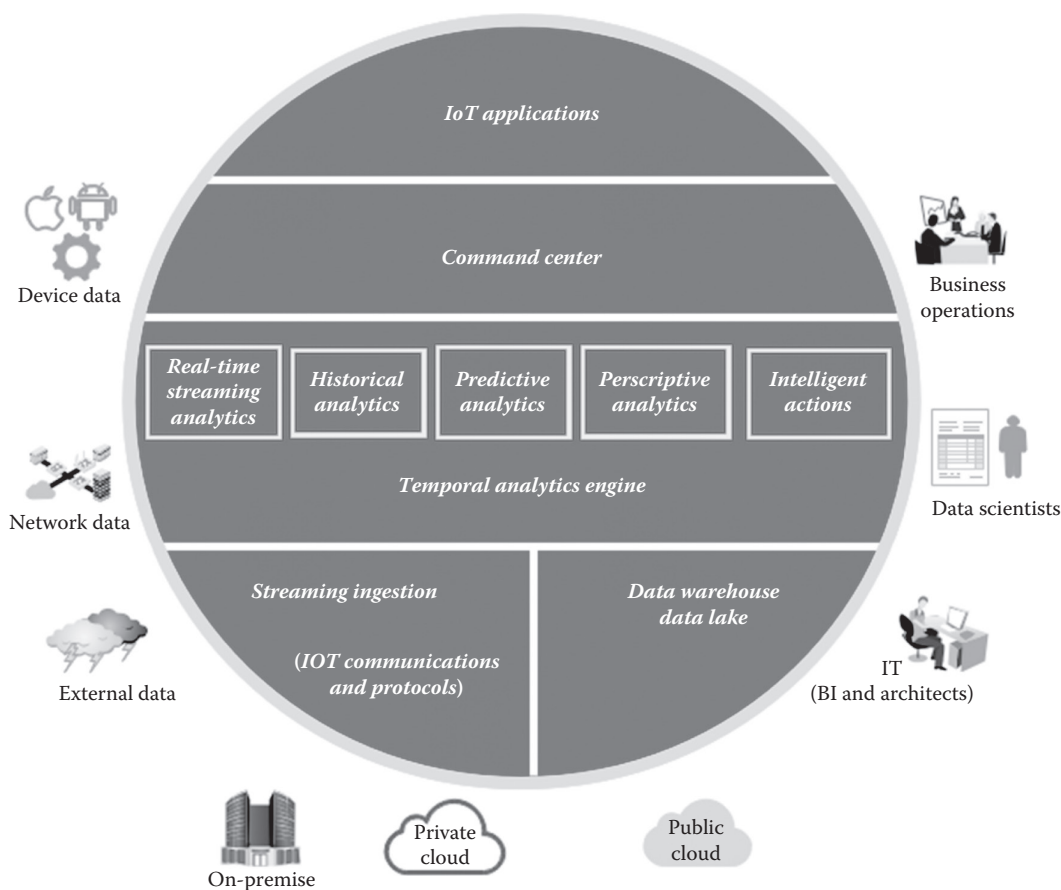 IoT applications
Command center
Device data
Business
operations
Real-time
streaming
analytics
Historical
analytics
Predictive
analytics
Perscriptive
analytics
Intelligent
actions
Temporal analytics engine
Network data
Data scientists
Streaming ingestion
(IOT communications
and protocols)
Data warehouse
data lake
External data
IT
(BI and architects)
On-premise
Private
cloud
Public
cloud